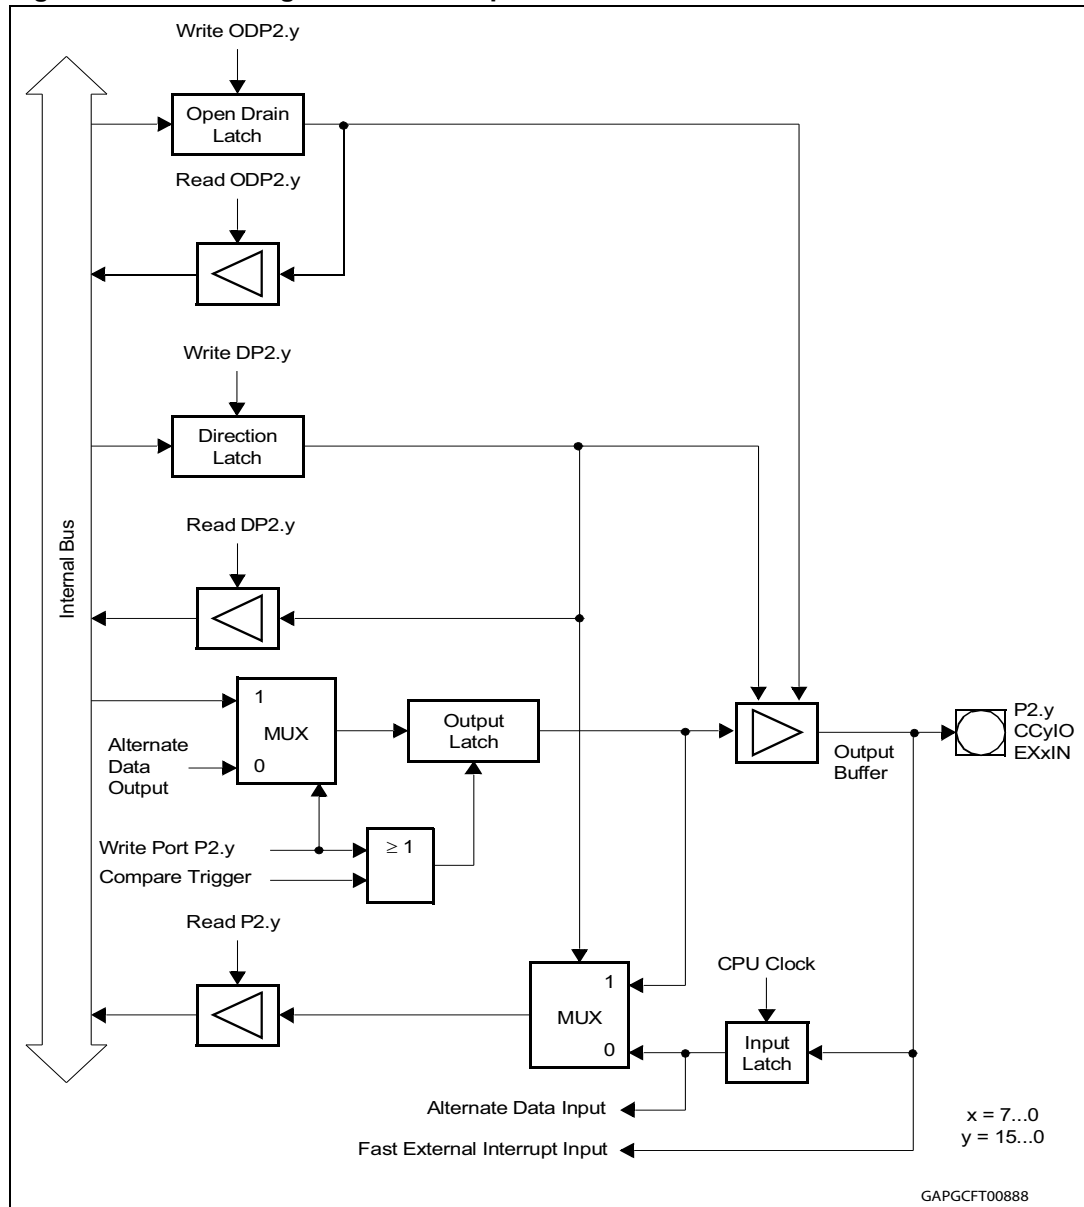 Write ODP2.y
Open Drain
Latch
Read ODP2.y
Write DP2.y
Direction
Latch
Internal Bus
Read DP2.y
1
MUX
0
Alternate
Data
Output
Output
Latch
Output
Buffer
P2.y
CCyIO
EXxIN
Write Port P2.y
Compare Trigger
≥ 1
Read P2.y
1
MUX
0
CPU Clock
Input
Latch
Alternate Data Input
Fast External Interrupt Input
x = 7...0
y = 15...0
GAPGCFT00888